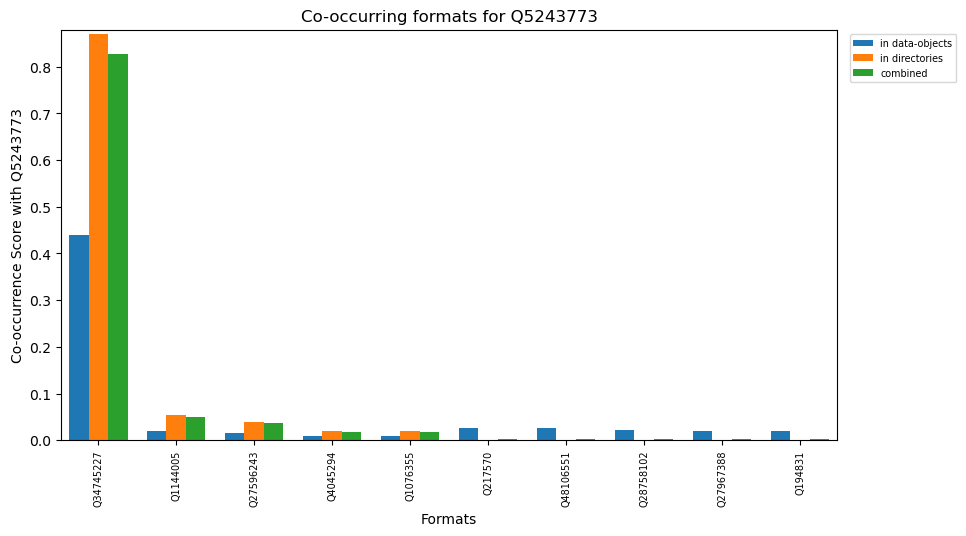 Co-occurring formats for Q5243773
in data-objects
in directories
combined
Co-occurrence Score with Q5243773
0.8
0.7
0.6
0.5
0.4
0.3
0.2
0.1
0.0
Q34745227
Q1144005
Q27596243
Q4045294
Q1076355
Q217570
Q48106551
Q28758102
Q27967388
Q194831
Formats